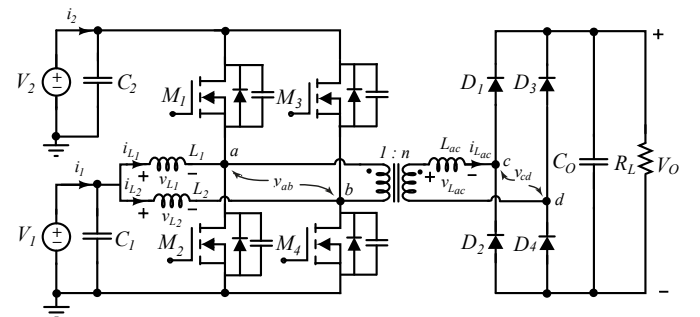 i2
V2
C2
M1
M3
iL1
L1
vL1
a
1 : n
Lac
iLac
vLac
c
vcd
d
D1
D3
CO
RL
VO
+
i1
iL2
L2
vL2
vab
b
V1
C1
M2
M4
D2
D4
−